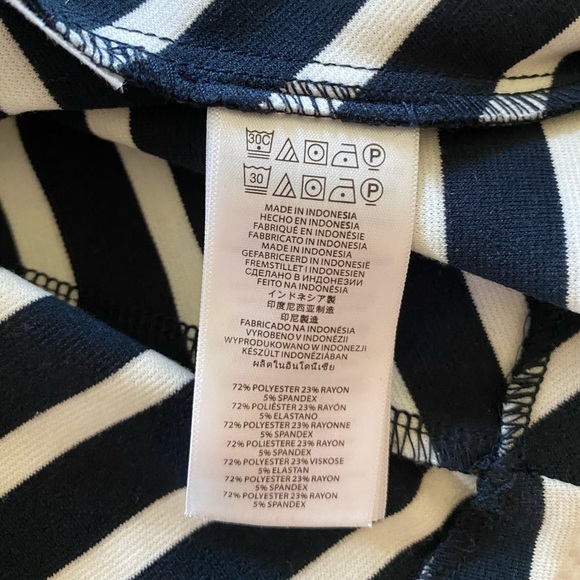 30C P
30 P
MADE IN INDONESIA
HECHO EN INDONESIA
FABRIQUÉ EN INDONÉSIE
FABBRICATO IN INDONESIA
MADE IN INDONESIA
GEFABRICEERD IN INDONESIË
FREMSTILLET I INDONESIEN
СДЕЛАНО В ИНДОНЕЗИИ
FEITO NA INDONÉSIA
インドネシア製
印度尼西亚制造
印尼製造
FABRICADO NA INDONÉSIA
VYROBENO V INDONÉSII
WYPRODUKOWANO W INDONEZJI
KÉSZÜLT INDONÉZIÁBAN
ผลิตในอินโดนีเซีย
72% POLYESTER 23% RAYON
5% SPANDEX
72% POLIÉSTER 23% RAYÓN
5% ELASTANO
72% POLYESTER 23% RAYONNE
5% SPANDEX
72% POLIESTERE 23% RAYON
5% SPANDEX
72% POLYESTER 23% VISKOSE
5% ELASTAN
72% POLYESTER 23% RAYON
5% SPANDEX
72% POLYESTER 23% RAYON
5% SPANDEX